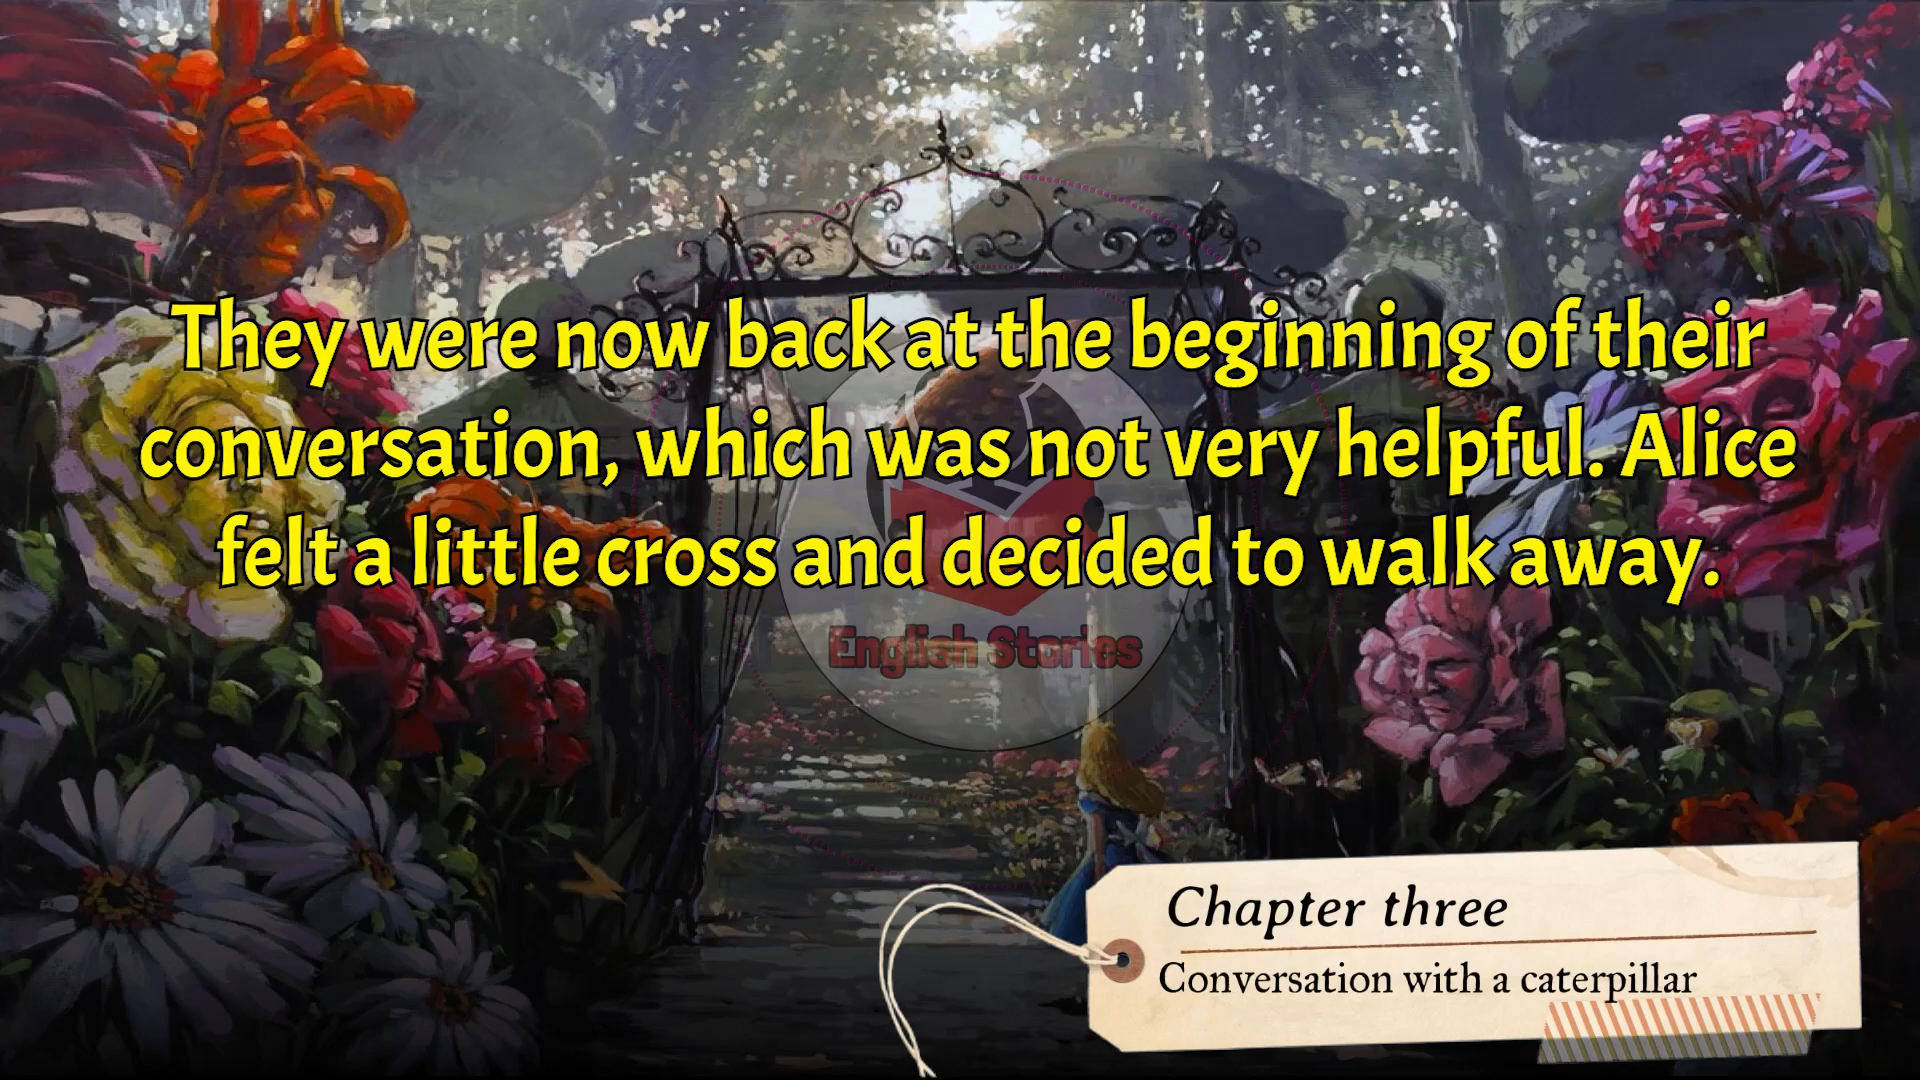 They were now back at the beginning of their
conversation, which was not very helpful. Alice
felt a little cross and decided to walk away.
English Stories
Chapter three
Conversation with a caterpillar